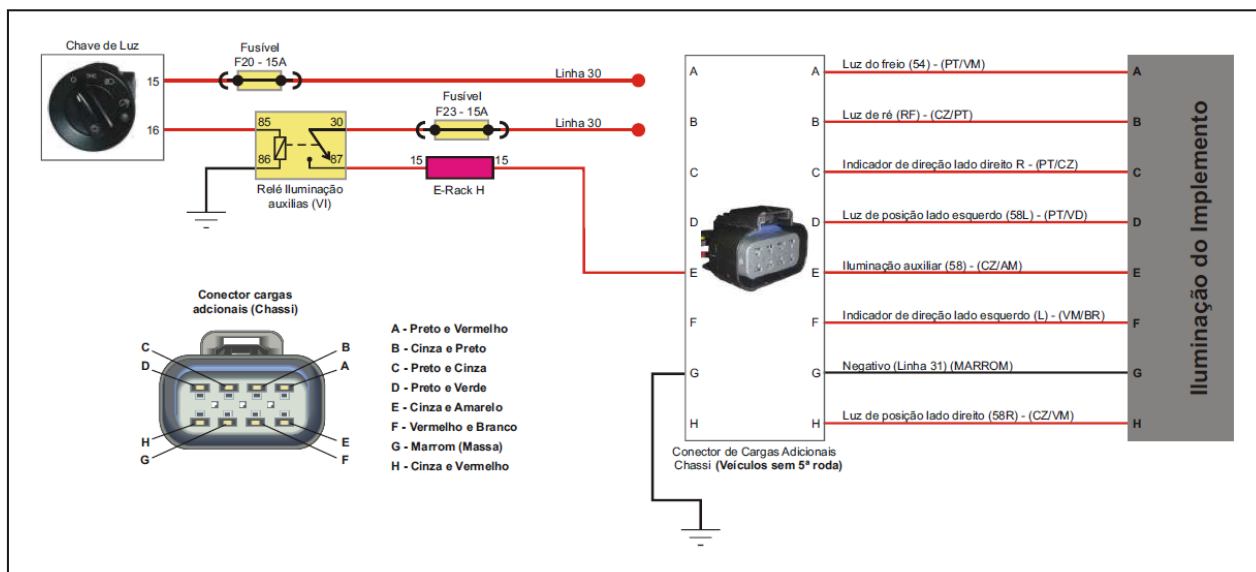 Chave de Luz
15
16
Fusível
F20 - 15A
Linha 30
85
30
86
87
Relé Iluminação
auxilias (VI)
Fusível
F23 - 15A
Linha 30
15
15
E-Rack H
Conector cargas
adcionais (Chassi)
C
D
B
A
H
G
E
F
A - Preto e Vermelho
B - Cinza e Preto
C - Preto e Cinza
D - Preto e Verde
E - Cinza e Amarelo
F - Vermelho e Branco
G - Marrom (Massa)
H - Cinza e Vermelho
A
B
C
D
E
F
G
H
A
B
C
D
E
F
G
H
Conector de Cargas Adicionais
Chassi (Veículos sem 5ª roda)
Luz do freio (54) - (PT/VM)
Luz de ré (RF) - (CZ/PT)
Indicador de direção lado direito R - (PT/CZ)
Luz de posição lado esquerdo (58L) - (PT/VD)
Iluminação auxiliar (58) - (CZ/AM)
Indicador de direção lado esquerdo (L) - (VM/BR)
Negativo (Linha 31) (MARROM)
Luz de posição lado direito (58R) - (CZ/VM)
A
B
C
D
E
F
G
H
Iluminação do Implemento